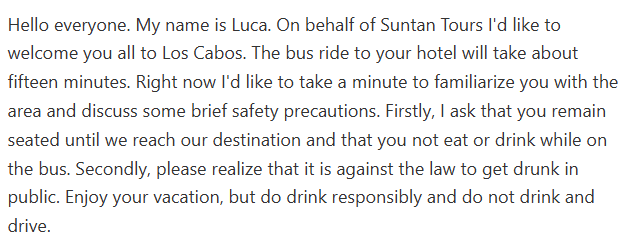 Hello everyone. My name is Luca. On behalf of Suntan Tours I'd like to
welcome you all to Los Cabos. The bus ride to your hotel will take about
fifteen minutes. Right now I'd like to take a minute to familiarize you with the
area and discuss some brief safety precautions. Firstly, I ask that you remain
seated until we reach our destination and that you not eat or drink while on
the bus. Secondly, please realize that it is against the law to get drunk in
public. Enjoy your vacation, but do drink responsibly and do not drink and
drive.